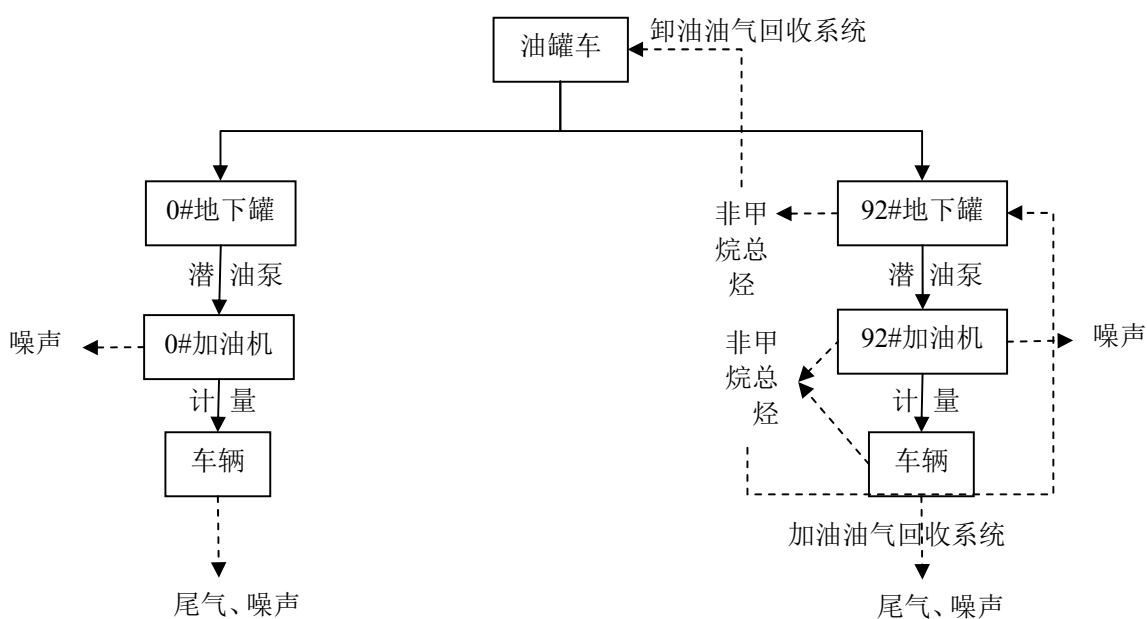 卸油油气回收系统
油罐车
0#地下罐
非甲
烷总
烃
92#地下罐
潜 油泵
潜 油泵
噪声
0#加油机
非甲
烷总
烃
92#加油机
噪声
计 量
计 量
车辆
车辆
加油油气回收系统
尾气、噪声
尾气、噪声